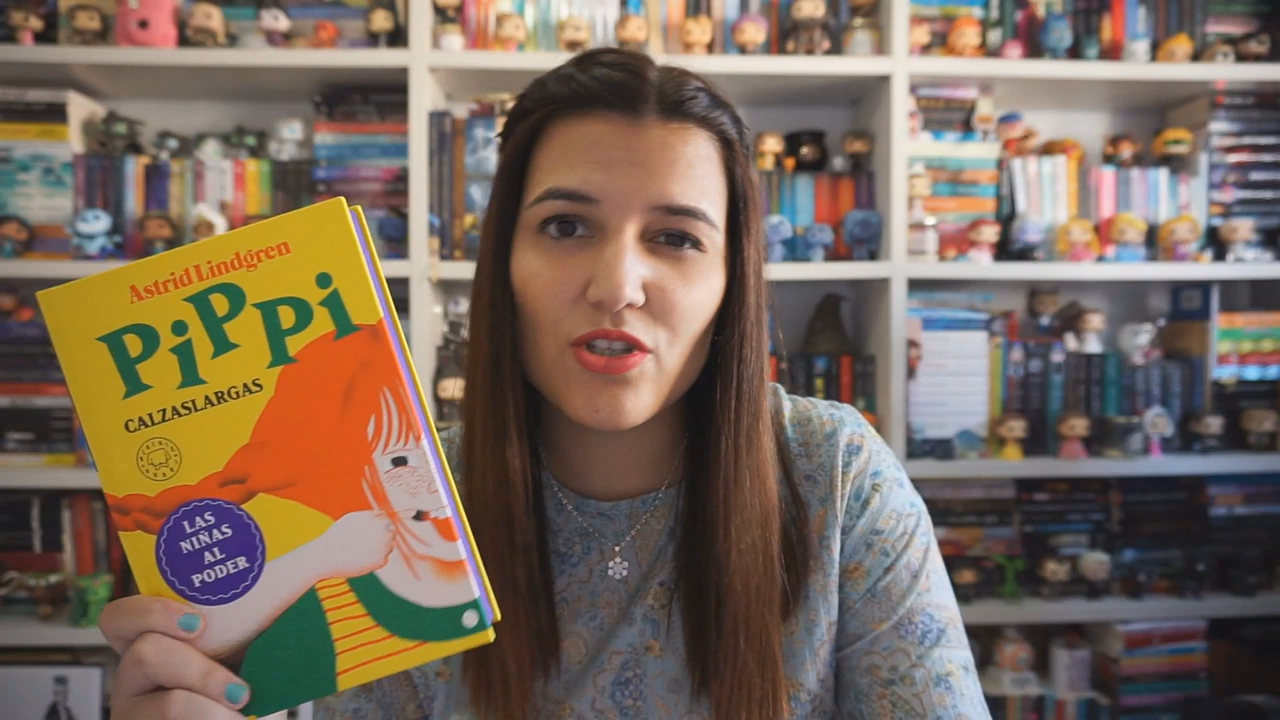 Astrid Lindgren
PiPPi
CALZASLARGAS
LAS
NIÑAS
AL
PODER